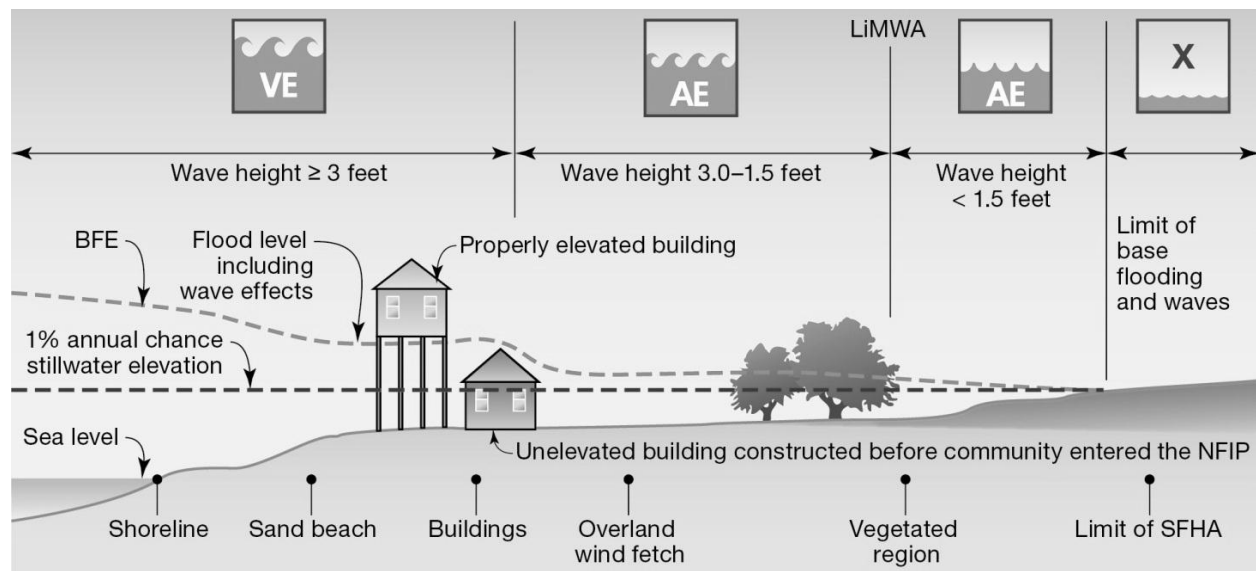 LiMWA
VE
AE
AE
X
Wave height ≥ 3 feet
Wave height 3.0–1.5 feet
Wave height
< 1.5 feet
BFE
Flood level
including
wave effects
Properly elevated building
Limit of
base
flooding
and waves
1% annual chance
stillwater elevation
Sea level
Unelevated building constructed before community entered the NFIP
Shoreline
Sand beach
Buildings
Overland
wind fetch
Vegetated
region
Limit of SFHA